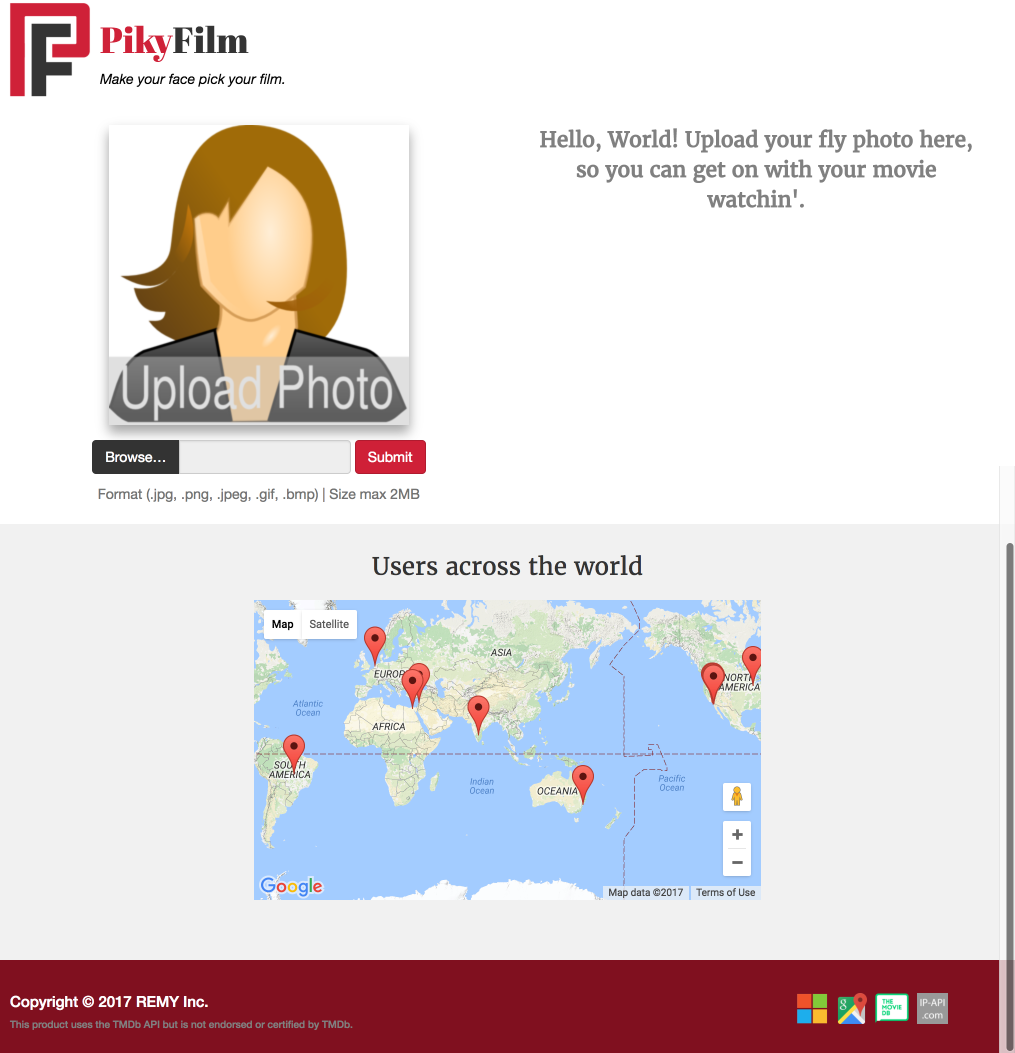 PikyFilm
Make your face pick your film.
Hello, World! Upload your fly photo here,
so you can get on with your movie
watchin'.
Upload Photo
Browse...
Submit
Format (.jpg, .png, .jpeg, .gif, .bmp) | Size max 2MB
Users across the world
Map
Satellite
ASIA
EUROP
NORTH
AMERICA
Atlantic
Ocean
AFRICA
SOUTH
AMERICA
Indian
Ocean
OCEANIA
Pacific
Ocean
+
−
Google
Map data ©2017
Terms of Use
Copyright © 2017 REMY Inc.
This product uses the TMDb API but is not endorsed or certified by TMDb.
g
THE
MOVIE
DB
IP-API
.com